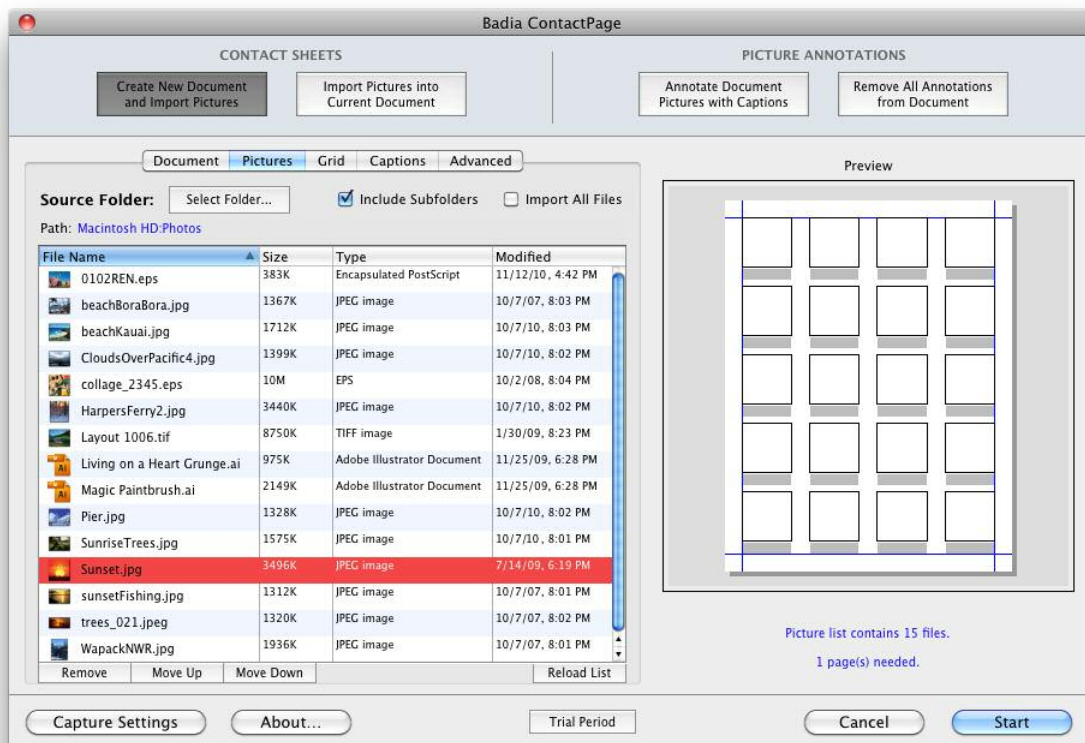 Badia ContactPage
CONTACT SHEETS
PICTURE ANNOTATIONS
Create New Document
and Import Pictures
Import Pictures into
Current Document
Annotate Document
Pictures with Captions
Remove All Annotations
from Document
Document Pictures Grid Captions Advanced
Source Folder: Select Folder... Include Subfolders Import All Files
Path: Macintosh HD:Photos
File Name Size Type Modified
0102REN.eps 383K Encapsulated PostScript 11/12/10, 4:42 PM
beachBoraBora.jpg 1367K JPEG image 10/7/07, 8:03 PM
beachKauai.jpg 1712K JPEG image 10/7/10, 8:03 PM
CloudsOverPacific4.jpg 1399K JPEG image 10/7/10, 8:02 PM
collage_2345.eps 10M EPS 10/2/08, 8:04 PM
HarpersFerry2.jpg 3440K JPEG image 10/7/10, 8:02 PM
Layout 1006.tif 8750K TIFF image 1/30/09, 8:23 PM
Ai Living on a Heart Grunge.ai 975K Adobe Illustrator Document 11/25/09, 6:28 PM
Ai Magic Paintbrush.ai 2149K Adobe Illustrator Document 11/25/09, 6:28 PM
Pier.jpg 1328K JPEG image 10/7/10, 8:02 PM
SunriseTrees.jpg 1575K JPEG image 10/7/10, 8:01 PM
Sunset.jpg 3496K JPEG image 7/14/09, 6:19 PM
sunsetFishing.jpg 1312K JPEG image 10/7/07, 8:01 PM
trees_021.jpeg 1320K JPEG image 10/7/07, 8:02 PM
WapackNWR.jpg 1936K JPEG image 10/7/07, 8:01 PM
Remove Move Up Move Down Reload List
Preview
Picture list contains 15 files.
1 page(s) needed.
Capture Settings About... Trial Period Cancel Start